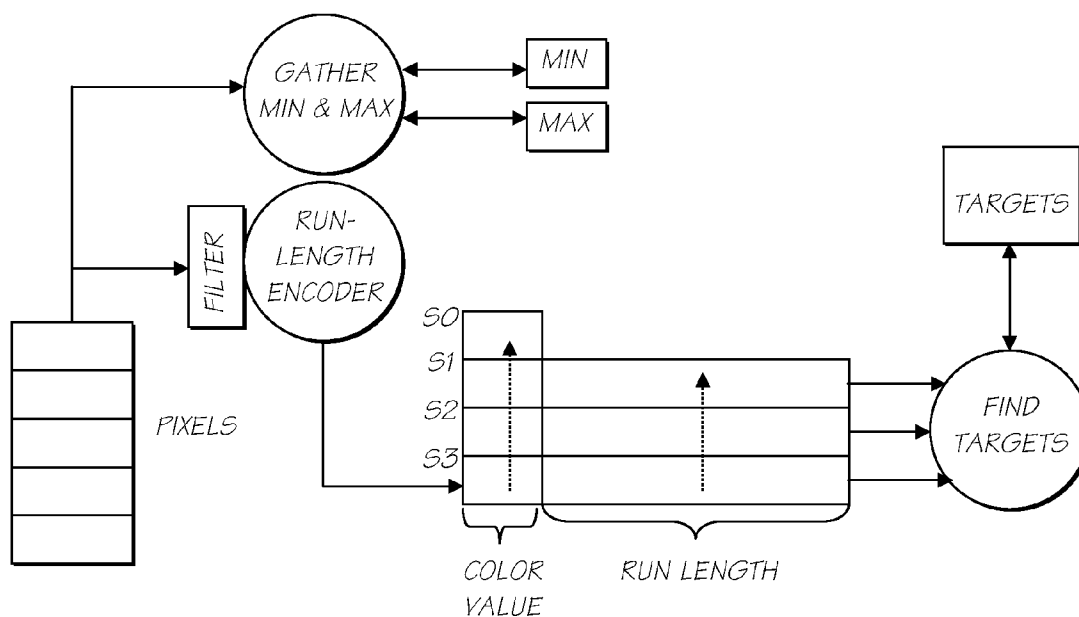 GATHER
MIN & MAX
MIN
MAX
TARGETS
FILTER
RUN-
LENGTH
ENCODER
S0
S1
S2
S3
PIXELS
FIND
TARGETS
COLOR
VALUE
RUN LENGTH